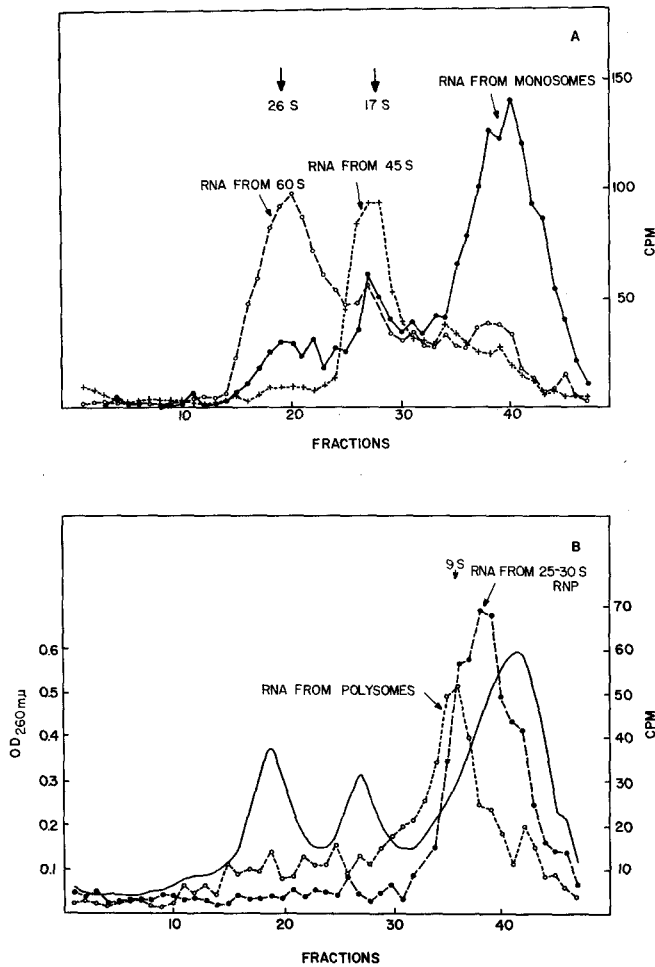 A
150
RNA FROM MONOSOMES
26 S
17 S
RNA FROM 45 S
RNA FROM 60 S
100
CPM
50
10
20
30
40
FRACTIONS
B
9 S
RNA FROM 25-30 S
RNP
70
0.6
60
RNA FROM POLYSOMES
0.5
50
OD260 mμ
0.4
40
CPM
0.3
30
0.2
20
0.1
10
10
20
30
40
FRACTIONS